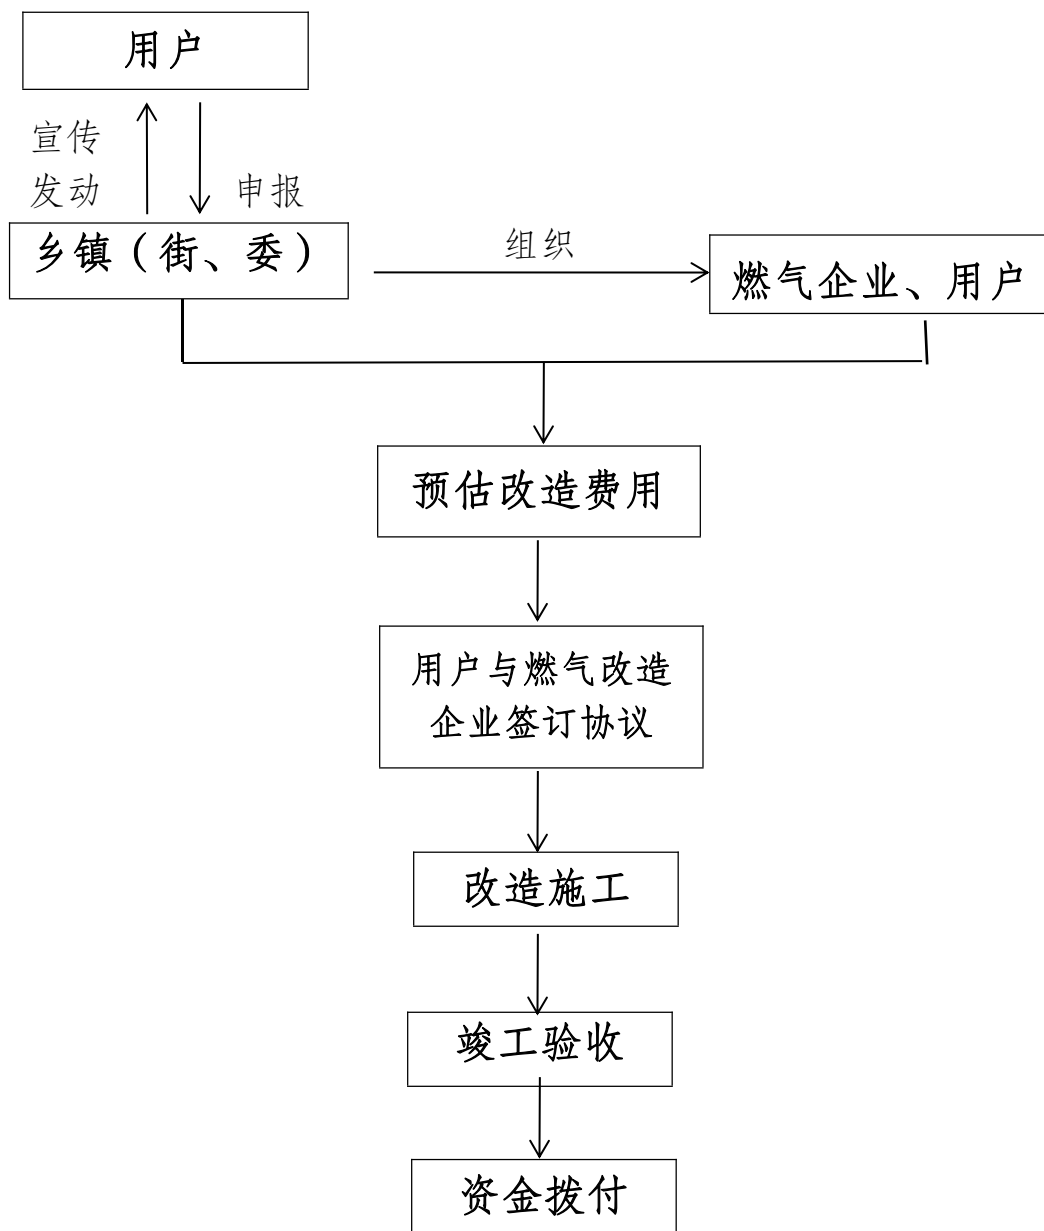 用户
宣传
发动
申报
乡镇（街、委）
组织
燃气企业、用户
预估改造费用
用户与燃气改造
企业签订协议
改造施工
竣工验收
资金拨付